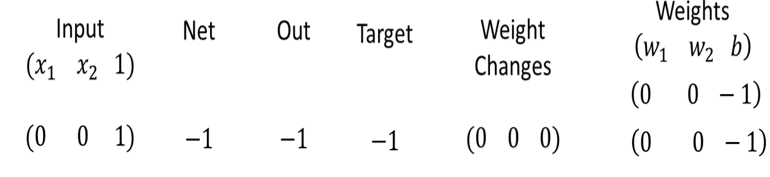 Input Net Out Target Weight Changes Weights
(x₁ x₂ 1) (w₁ w₂ b)
(0 0 −1)
(0 0 1) −1 −1 −1 (0 0 0) (0 0 −1)